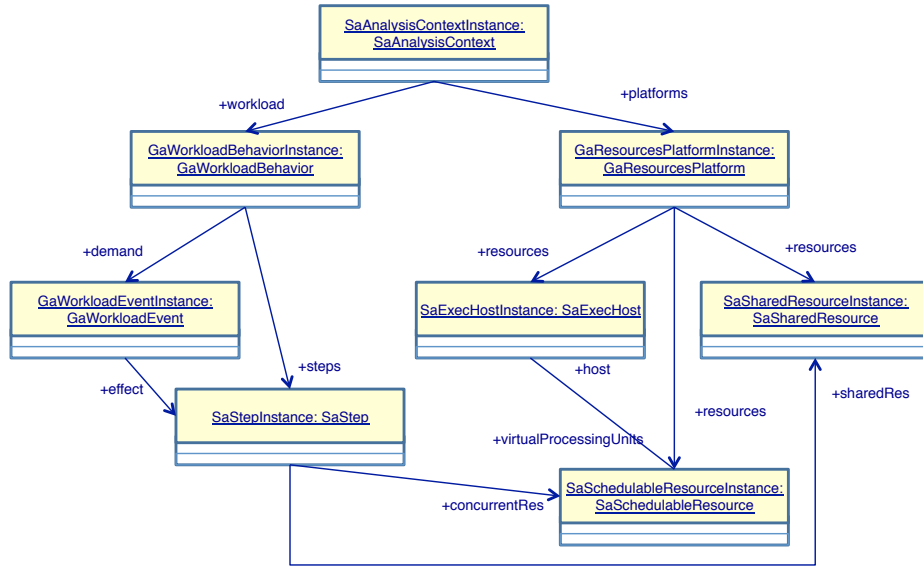 SaAnalysisContextInstance:
SaAnalysisContext
+workload
+platforms
GaWorkloadBehaviorInstance:
GaWorkloadBehavior
GaResourcesPlatformInstance:
GaResourcesPlatform
+demand
+resources
+resources
GaWorkloadEventInstance:
GaWorkloadEvent
SaExecHostInstance: SaExecHost
SaSharedResourceInstance:
SaSharedResource
+effect
+steps
+host
+sharedRes
SaStepInstance: SaStep
+resources
+virtualProcessingUnits
+concurrentRes
SaSchedulableResourceInstance:
SaSchedulableResource